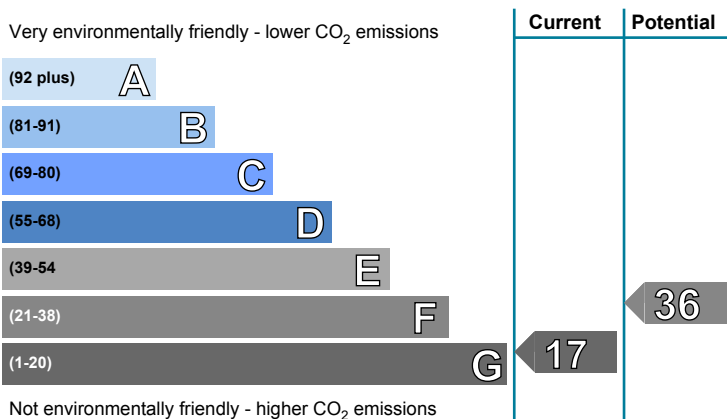 Current Potential
Very environmentally friendly - lower CO2 emissions
(92 plus) A
(81-91) B
(69-80) C
(55-68) D
(39-54 E
(21-38) F
36
(1-20) G
17
Not environmentally friendly - higher CO2 emissions